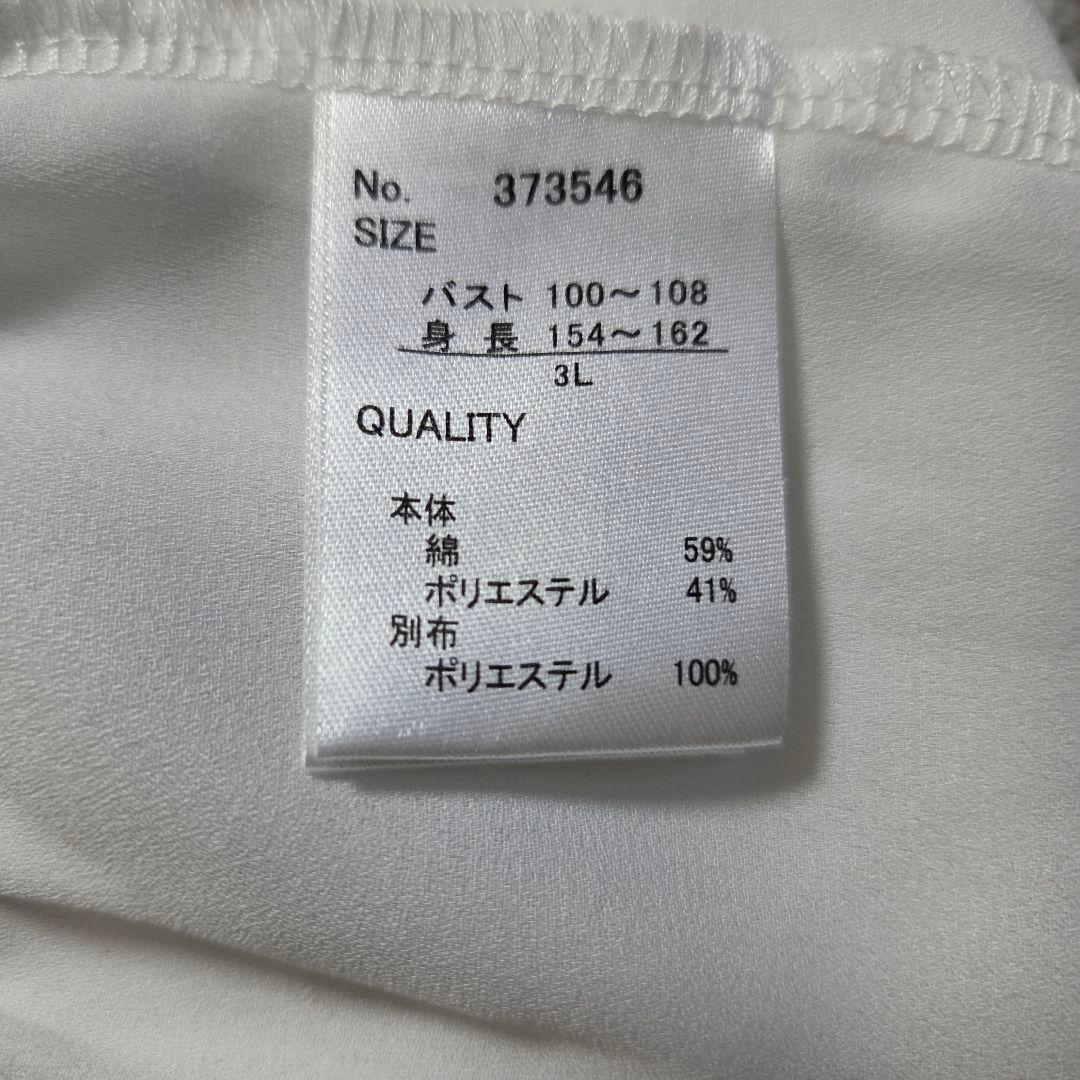 No. 373546
SIZE
バスト 100～108
身 長 154～162
3L
QUALITY
本体
綿 59%
ポリエステル 41%
別布
ポリエステル 100%